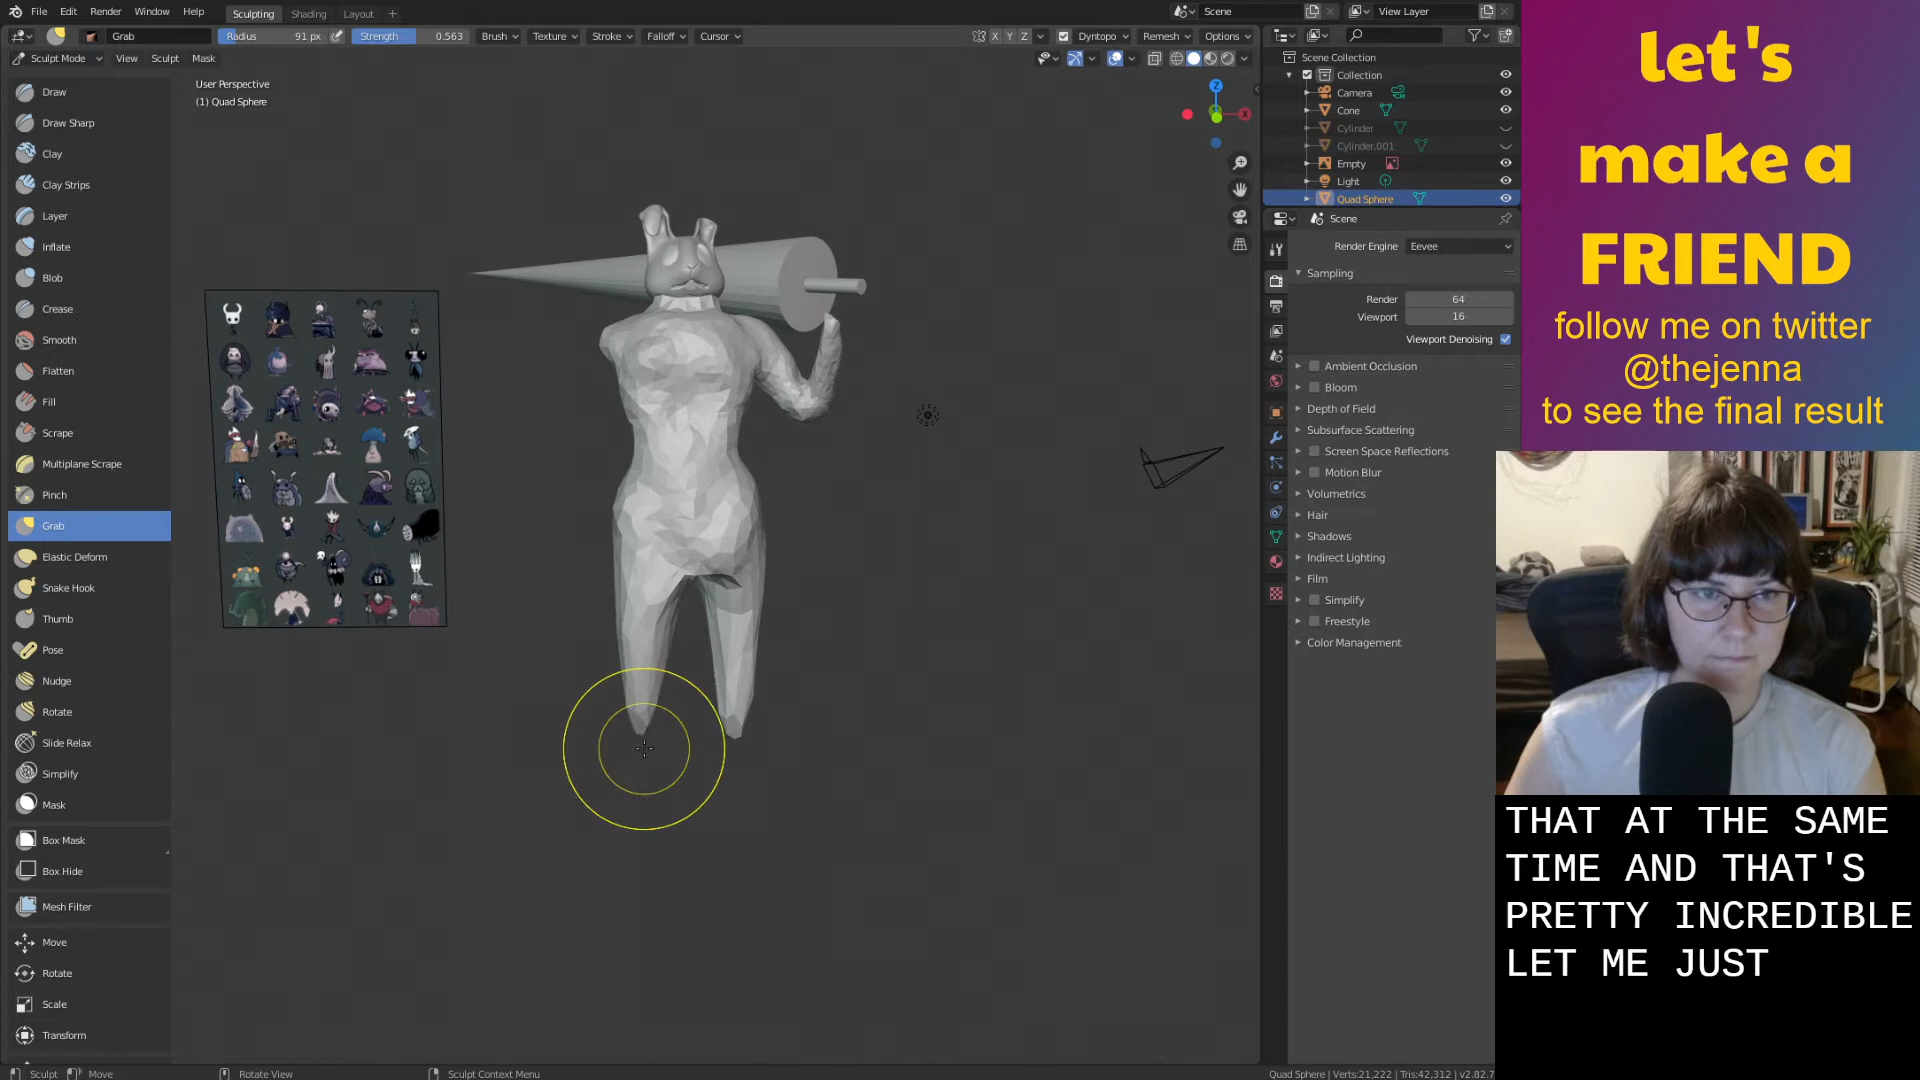 File Edit Render Window Help Sculpting Shading Layout + Scene View Layer
Grab Radius 91 px Strength 0.563 Brush Texture Stroke Falloff Cursor X Y Z Dyntopo Remesh Options
Sculpt Mode View Sculpt Mask
User Perspective
(1) Quad Sphere
Draw
Draw Sharp
Clay
Clay Strips
Layer
Inflate
Blob
Crease
Smooth
Flatten
Fill
Scrape
Multiplane Scrape
Pinch
Grab
Elastic Deform
Snake Hook
Thumb
Pose
Nudge
Rotate
Slide Relax
Simplify
Mask
Box Mask
Box Hide
Mesh Filter
Move
Rotate
Scale
Transform
Z
X
Scene Collection
Collection
Camera
Cone
Cylinder
Cylinder.001
Empty
Light
Quad Sphere
Scene
Render Engine Eevee
Sampling
Render 64
Viewport 16
Viewport Denoising
Ambient Occlusion
Bloom
Depth of Field
Subsurface Scattering
Screen Space Reflections
Motion Blur
Volumetrics
Hair
Shadows
Indirect Lighting
Film
Simplify
Freestyle
Color Management
let's
make a
FRIEND
follow me on twitter
@thejenna
to see the final result
THAT AT THE SAME
TIME AND THAT'S
PRETTY INCREDIBLE
LET ME JUST
Sculpt Move Rotate View Sculpt Context Menu Quad Sphere | Verts:21,222 | Tris:42,312 | v2.82.7